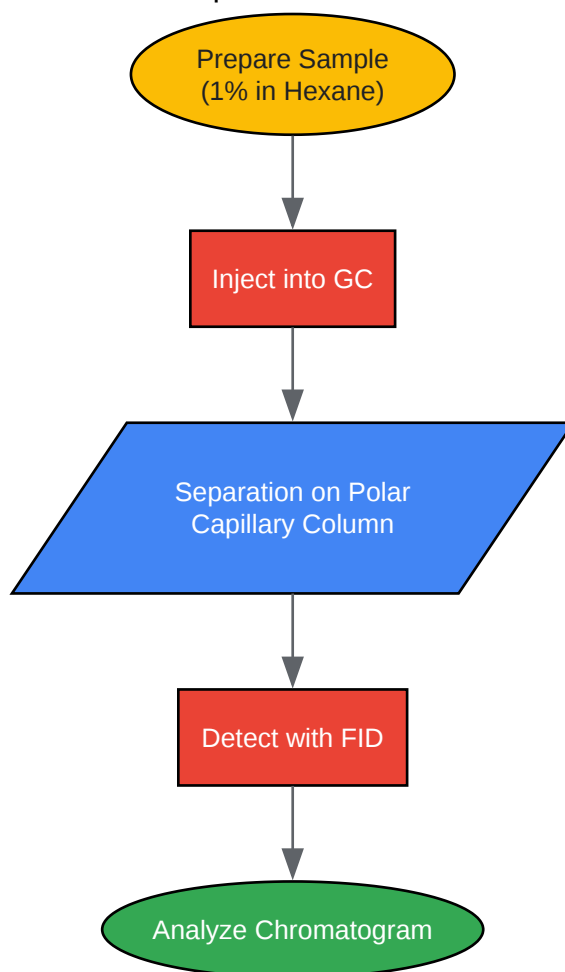 Prepare Sample
(1% in Hexane)
Inject into GC
Separation on Polar
Capillary Column
Detect with FID
Analyze Chromatogram